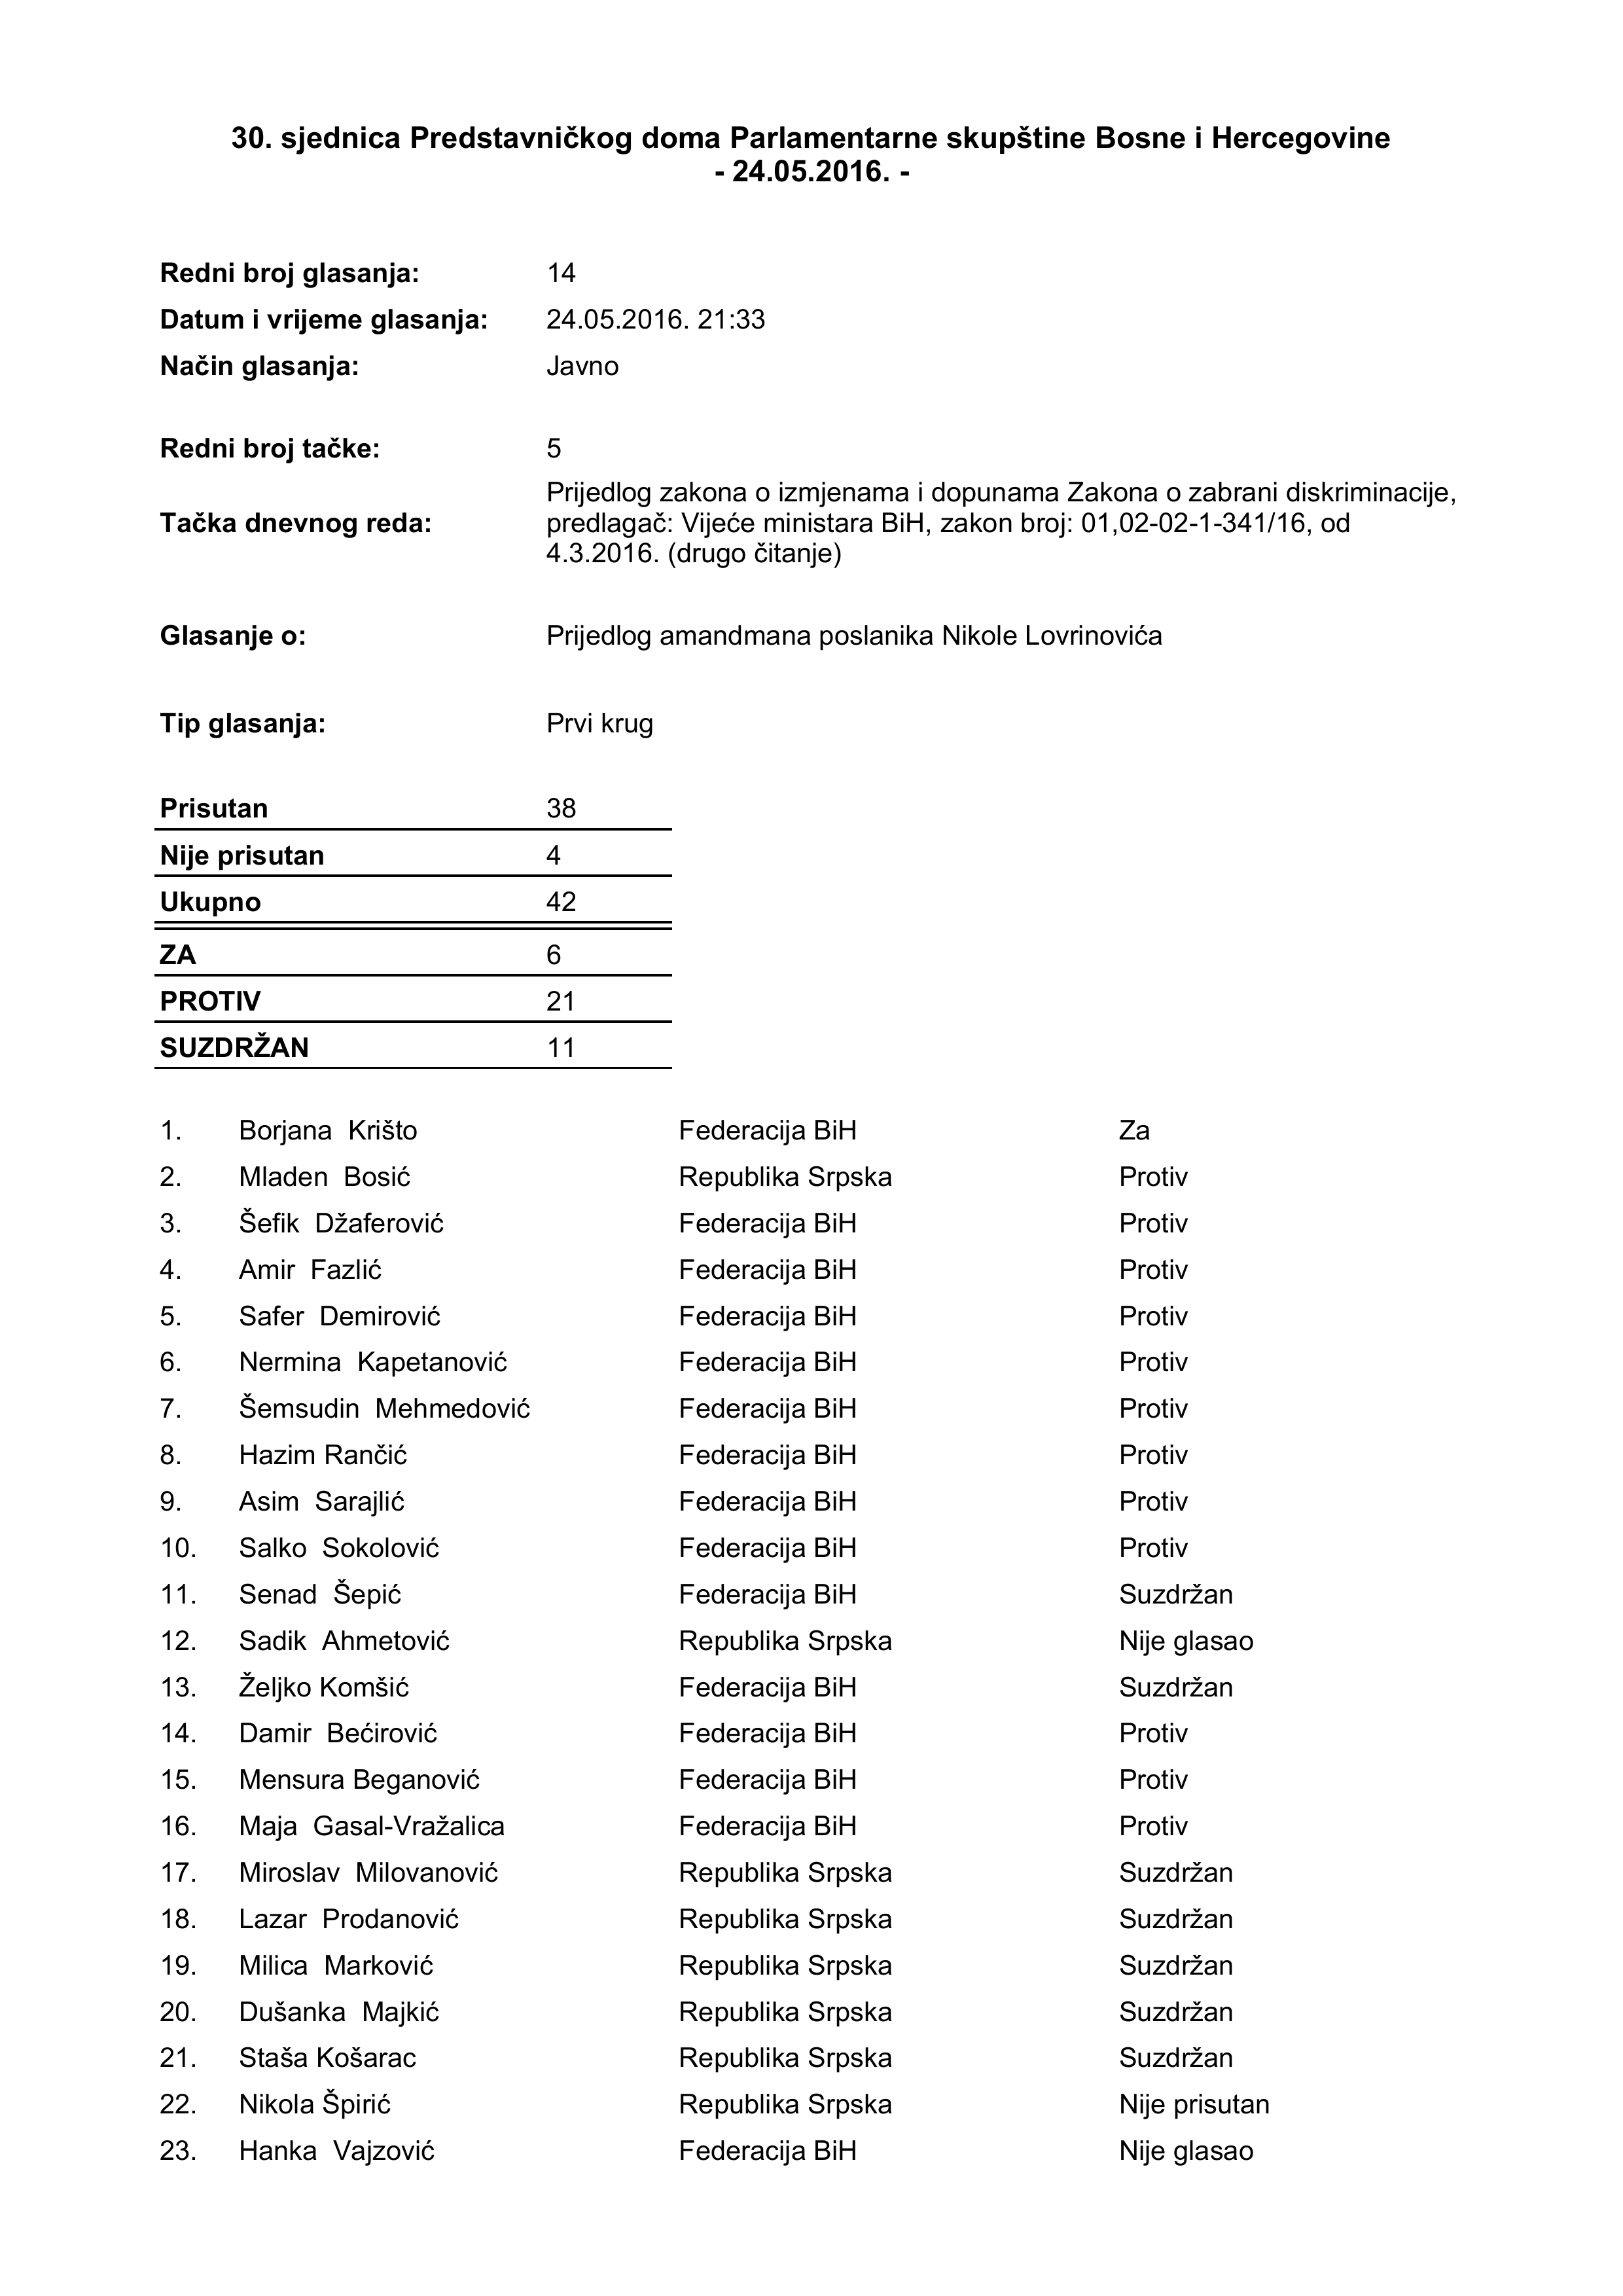 30. sjednica Predstavničkog doma Parlamentarne skupštine Bosne i Hercegovine
- 24.05.2016. -
Redni broj glasanja: 14
Datum i vrijeme glasanja: 24.05.2016. 21:33
Način glasanja: Javno
Redni broj tačke: 5
Tačka dnevnog reda: Prijedlog zakona o izmjenama i dopunama Zakona o zabrani diskriminacije,
predlagač: Vijeće ministara BiH, zakon broj: 01,02-02-1-341/16, od
4.3.2016. (drugo čitanje)
Glasanje o: Prijedlog amandmana poslanika Nikole Lovrinovića
Tip glasanja: Prvi krug
Prisutan 38
Nije prisutan 4
Ukupno 42
ZA 6
PROTIV 21
SUZDRŽAN 11
1. Borjana Krišto Federacija BiH Za
2. Mladen Bosić Republika Srpska Protiv
3. Šefik Džaferović Federacija BiH Protiv
4. Amir Fazlić Federacija BiH Protiv
5. Safer Demirović Federacija BiH Protiv
6. Nermina Kapetanović Federacija BiH Protiv
7. Šemsudin Mehmedović Federacija BiH Protiv
8. Hazim Rančić Federacija BiH Protiv
9. Asim Sarajlić Federacija BiH Protiv
10. Salko Sokolović Federacija BiH Protiv
11. Senad Šepić Federacija BiH Suzdržan
12. Sadik Ahmetović Republika Srpska Nije glasao
13. Željko Komšić Federacija BiH Suzdržan
14. Damir Bećirović Federacija BiH Protiv
15. Mensura Beganović Federacija BiH Protiv
16. Maja Gasal-Vražalica Federacija BiH Protiv
17. Miroslav Milovanović Republika Srpska Suzdržan
18. Lazar Prodanović Republika Srpska Suzdržan
19. Milica Marković Republika Srpska Suzdržan
20. Dušanka Majkić Republika Srpska Suzdržan
21. Staša Košarac Republika Srpska Suzdržan
22. Nikola Špirić Republika Srpska Nije prisutan
23. Hanka Vajzović Federacija BiH Nije glasao